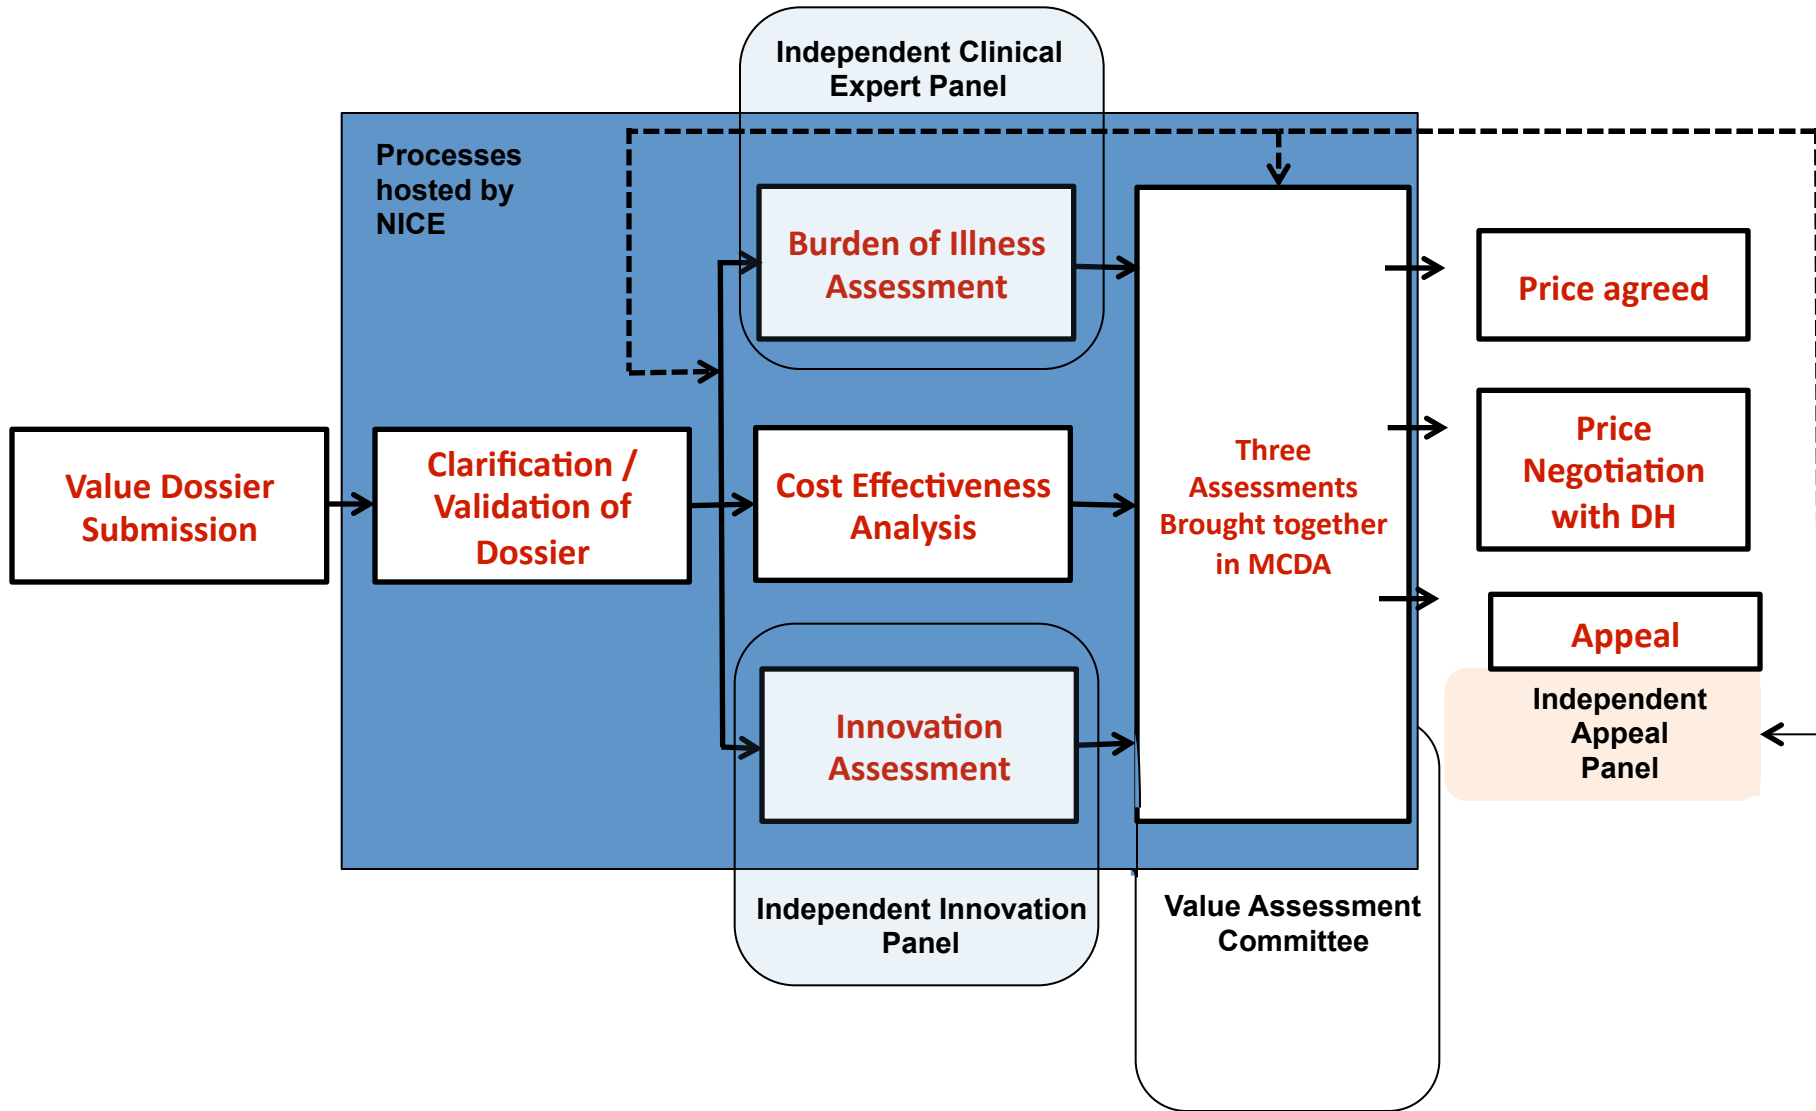 Independent Clinical
Expert Panel
Processes
hosted by
NICE
Burden of Illness
Assessment
Price agreed
Value Dossier
Submission
Clarification /
Validation of
Dossier
Cost Effectiveness
Analysis
Three
Assessments
Brought together
in MCDA
Price
Negotiation
with DH
Appeal
Independent
Appeal
Panel
Innovation
Assessment
Independent Innovation
Panel
Value Assessment
Committee